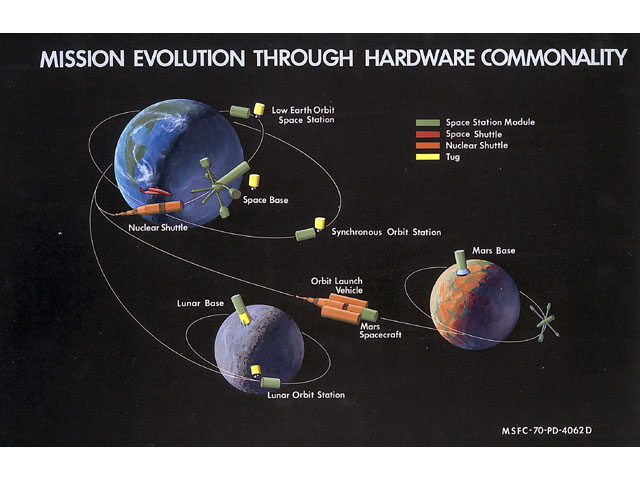 MISSION EVOLUTION THROUGH HARDWARE COMMONALITY
Low Earth Orbit
Space Station
Space Station Module
Space Shuttle
Nuclear Shuttle
Tug
Space Base
Nuclear Shuttle
Synchronous Orbit Station
Mars Base
Orbit Launch
Vehicle
Lunar Base
Mars
Spacecraft
Lunar Orbit Station
MSFC-70-PD-4062D